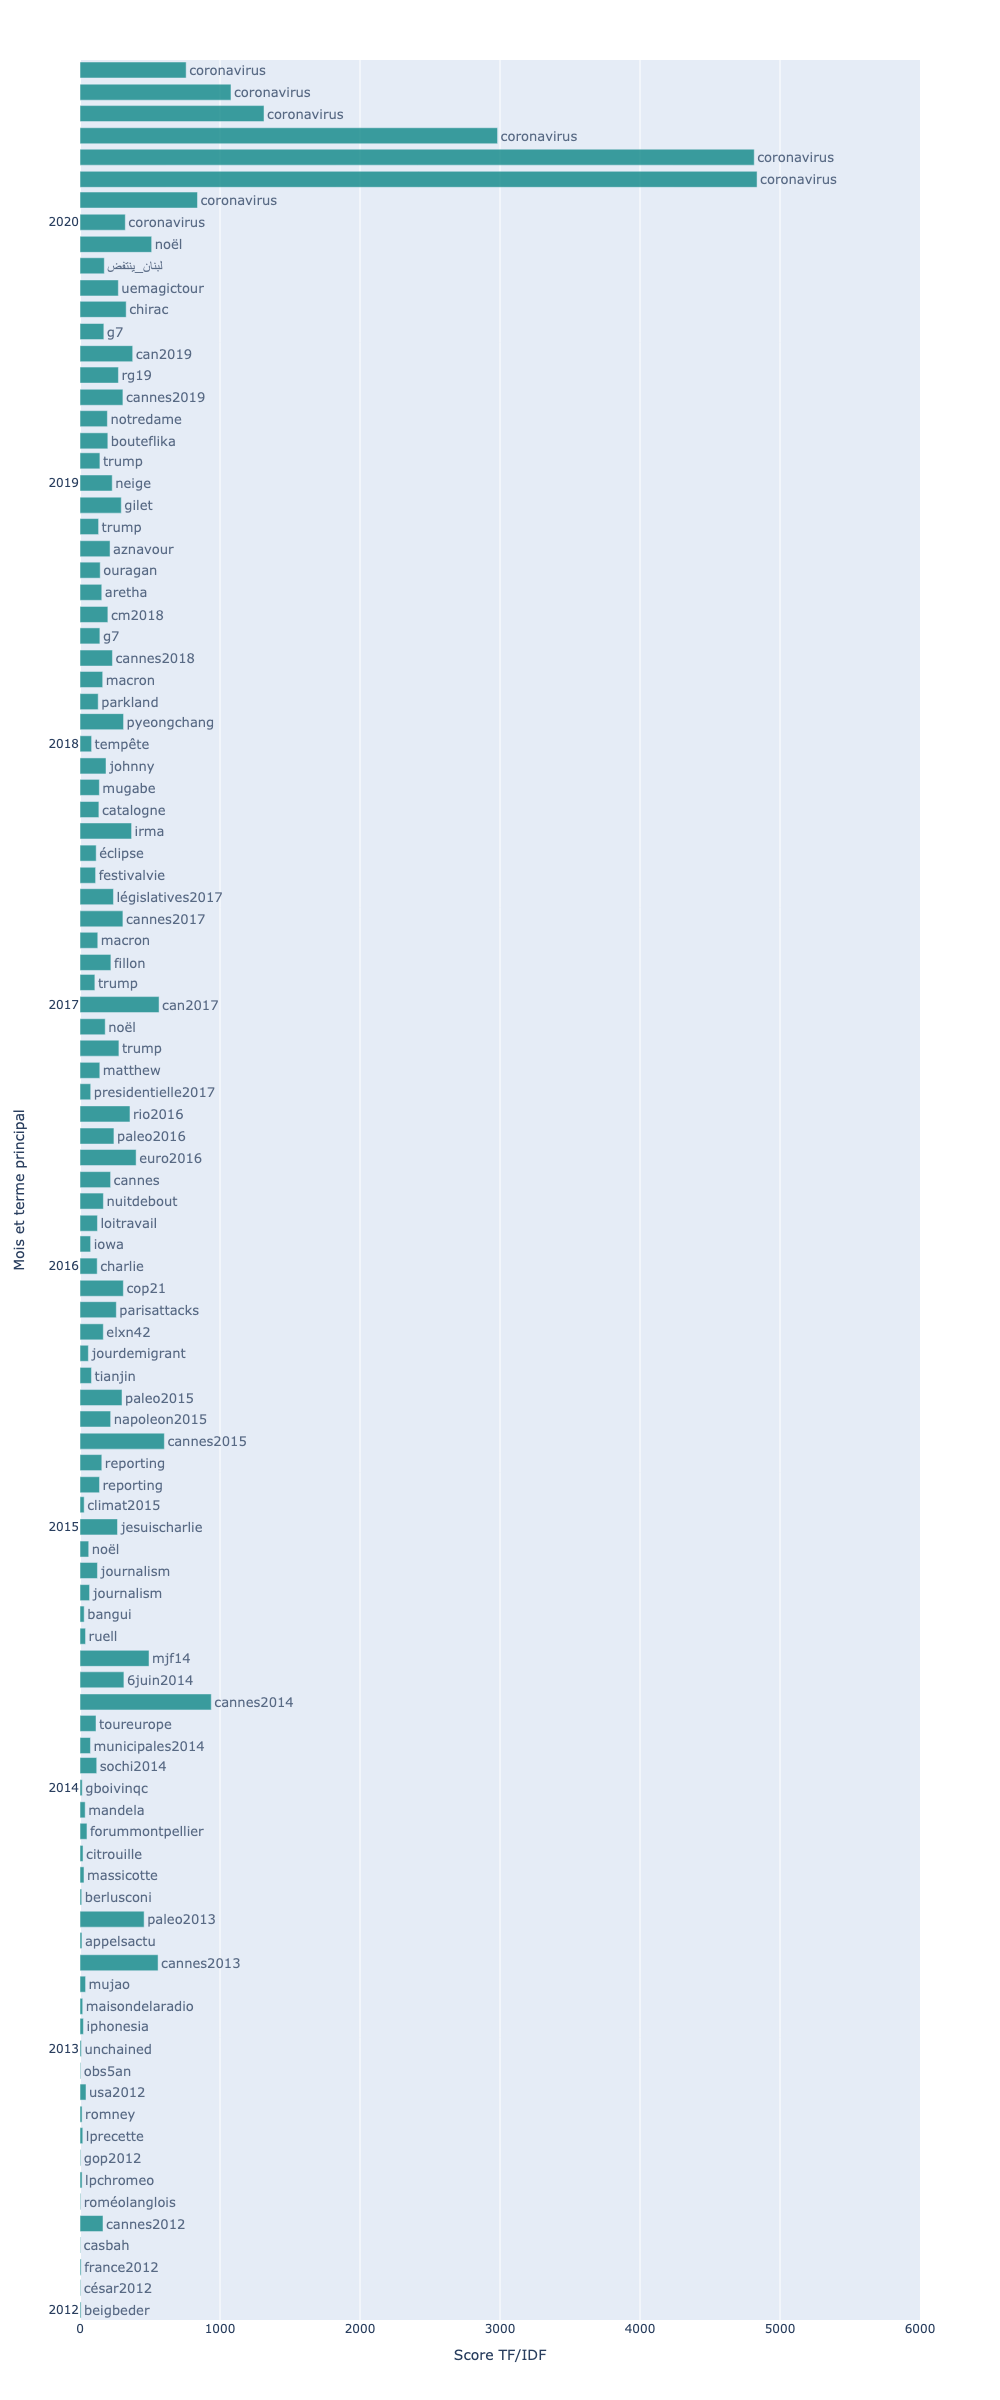 coronavirus
coronavirus
coronavirus
coronavirus
coronavirus
coronavirus
coronavirus
2020 coronavirus
noël
لبنان_ينتفض
uemagictour
chirac
g7
can2019
rg19
cannes2019
notredame
bouteflika
trump
2019 neige
gilet
trump
aznavour
ouragan
aretha
cm2018
g7
cannes2018
macron
parkland
pyeongchang
2018 tempête
johnny
mugabe
catalogne
irma
éclipse
festivalvie
législatives2017
cannes2017
macron
fillon
trump
2017 can2017
noël
trump
matthew
presidentielle2017
rio2016
paleo2016
euro2016
cannes
nuitdebout
loitravail
iowa
2016 charlie
cop21
parisattacks
elxn42
jourdemigrant
tianjin
paleo2015
napoleon2015
cannes2015
reporting
reporting
climat2015
2015 jesuischarlie
noël
journalism
journalism
bangui
ruell
mjf14
6juin2014
cannes2014
toureurope
municipales2014
sochi2014
2014 gboivinqc
mandela
forummontpellier
citrouille
massicotte
berlusconi
paleo2013
appelsactu
cannes2013
mujao
maisondelaradio
iphonesia
2013 unchained
obs5an
usa2012
romney
lprecette
gop2012
lpchromeo
roméolanglois
cannes2012
casbah
france2012
césar2012
2012 beigbeder
0 1000 2000 3000 4000 5000 6000
Score TF/IDF
Mois et terme principal